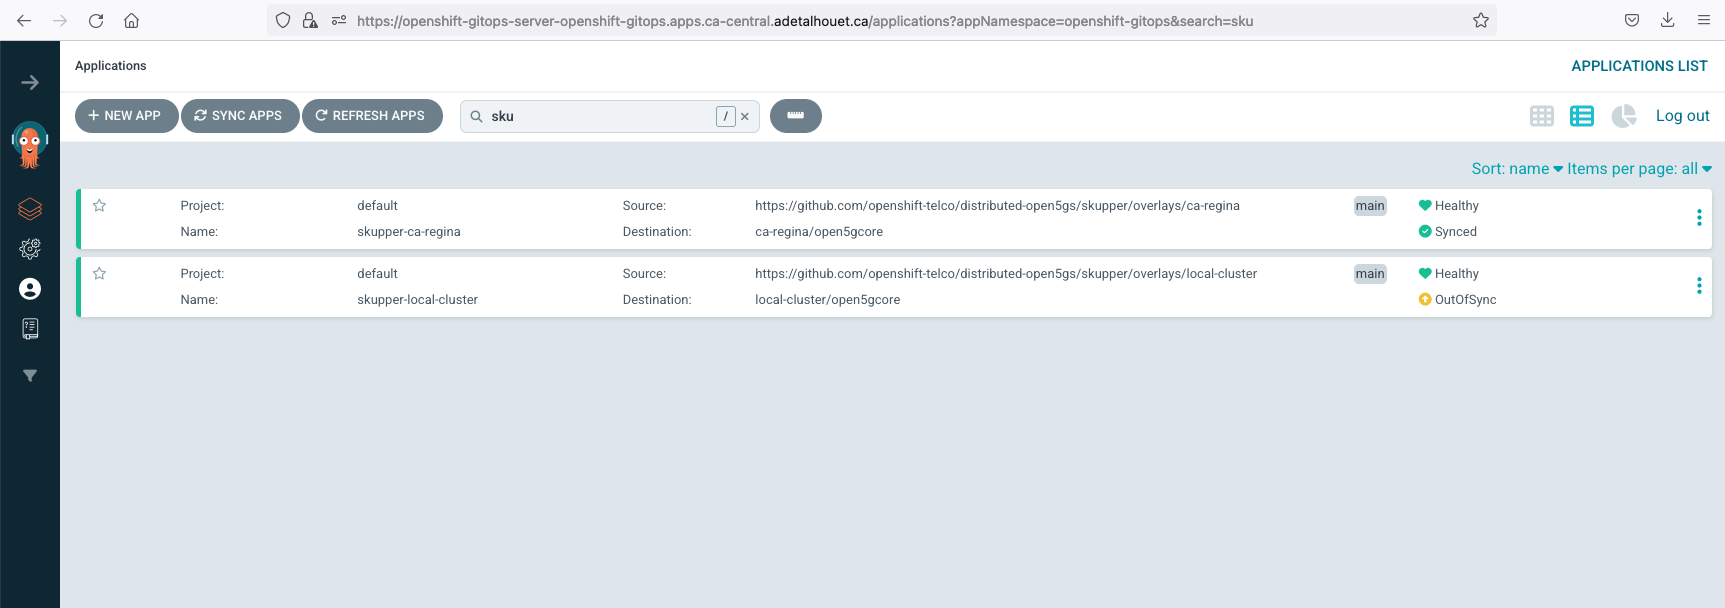 https://openshift-gitops-server-openshift-gitops.apps.ca-central.adetalhouet.ca/applications?appNamespace=openshift-gitops&search=sku
Applications
APPLICATIONS LIST
NEW APP
SYNC APPS
REFRESH APPS
sku
/
Log out
Sort: name
Items per page: all
Project: default Source: https://github.com/openshift-telco/distributed-open5gs/skupper/overlays/ca-regina main Healthy
Name: skupper-ca-regina Destination: ca-regina/open5gcore Synced
Project: default Source: https://github.com/openshift-telco/distributed-open5gs/skupper/overlays/local-cluster main Healthy
Name: skupper-local-cluster Destination: local-cluster/open5gcore OutOfSync